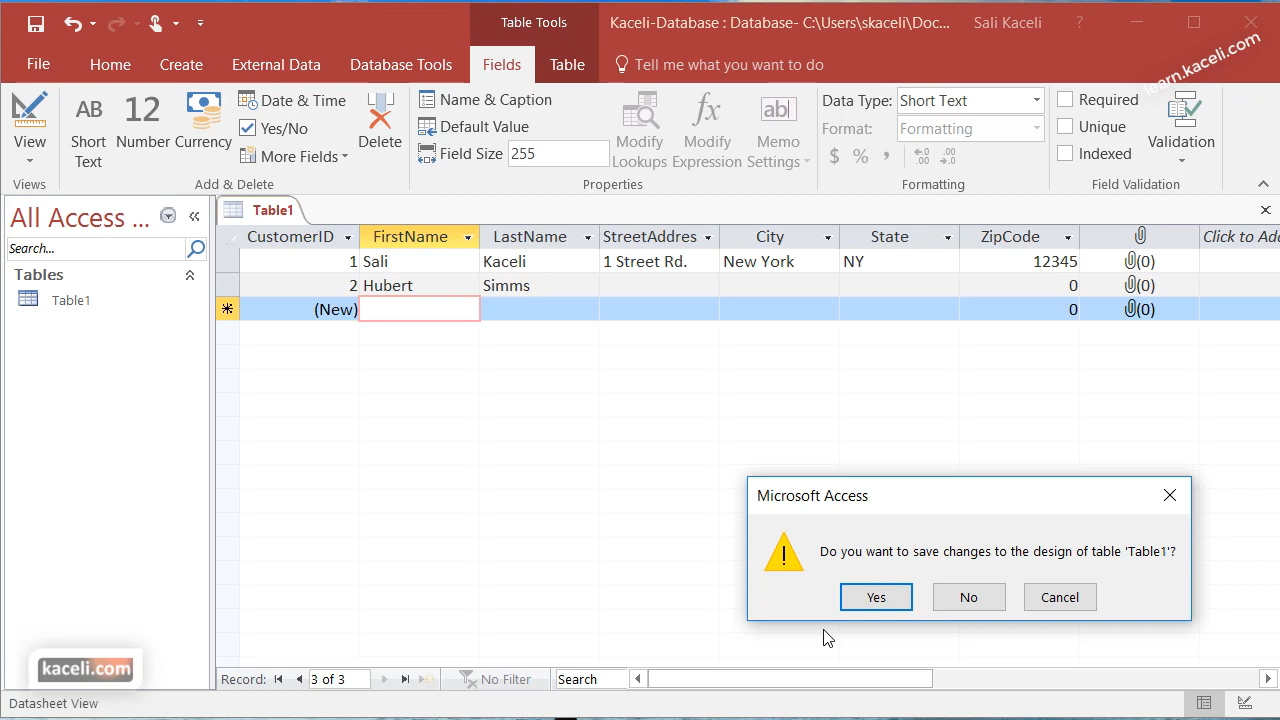 Table Tools
Kaceli-Database : Database- C:\Users\skaceli\Doc...
Sali Kaceli
?
File
Home
Create
External Data
Database Tools
Fields
Table
Tell me what you want to do
learn.kaceli.com
View
AB
Short
Text
12
Number
Currency
Date & Time
Yes/No
More Fields
Delete
Name & Caption
Default Value
Field Size 255
Modify
Lookups
fx
Modify
Expression
ab
Memo
Settings
Data Type: Short Text
Format: Formatting
$ % , .0 .00 .00 .0
Required
Unique
Indexed
Validation
Views
Add & Delete
Properties
Formatting
Field Validation
All Access ...
Search...
Tables
Table1
Table1
CustomerID FirstName LastName StreetAddres City State ZipCode Click to Add
1 Sali Kaceli 1 Street Rd. New York NY 12345 (0)
2 Hubert Simms 0 (0)
(New) 0 (0)
Microsoft Access
Do you want to save changes to the design of table 'Table1'?
Yes
No
Cancel
kaceli.com
Record: 3 of 3 No Filter Search
Datasheet View